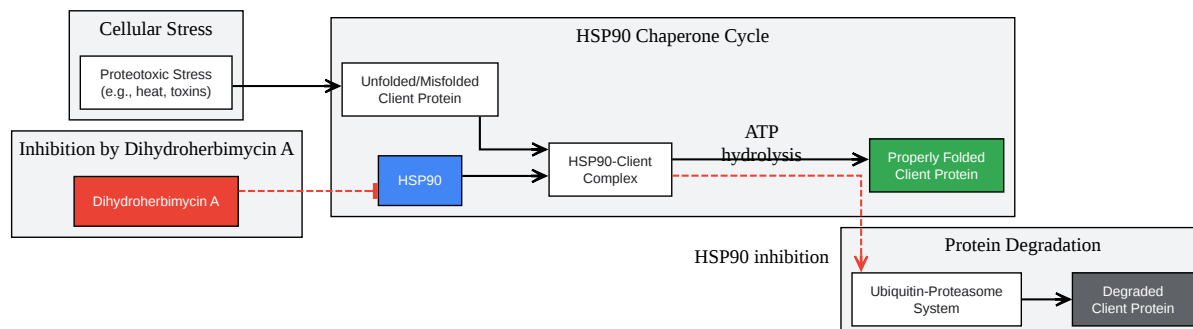 Cellular Stress
Proteotoxic Stress
(e.g., heat, toxins)
HSP90 Chaperone Cycle
Unfolded/Misfolded
Client Protein
Inhibition by Dihydroherbimycin A
Dihydroherbimycin A
HSP90
HSP90-Client
Complex
ATP
hydrolysis
Properly Folded
Client Protein
HSP90 inhibition
Protein Degradation
Ubiquitin-Proteasome
System
Degraded
Client Protein